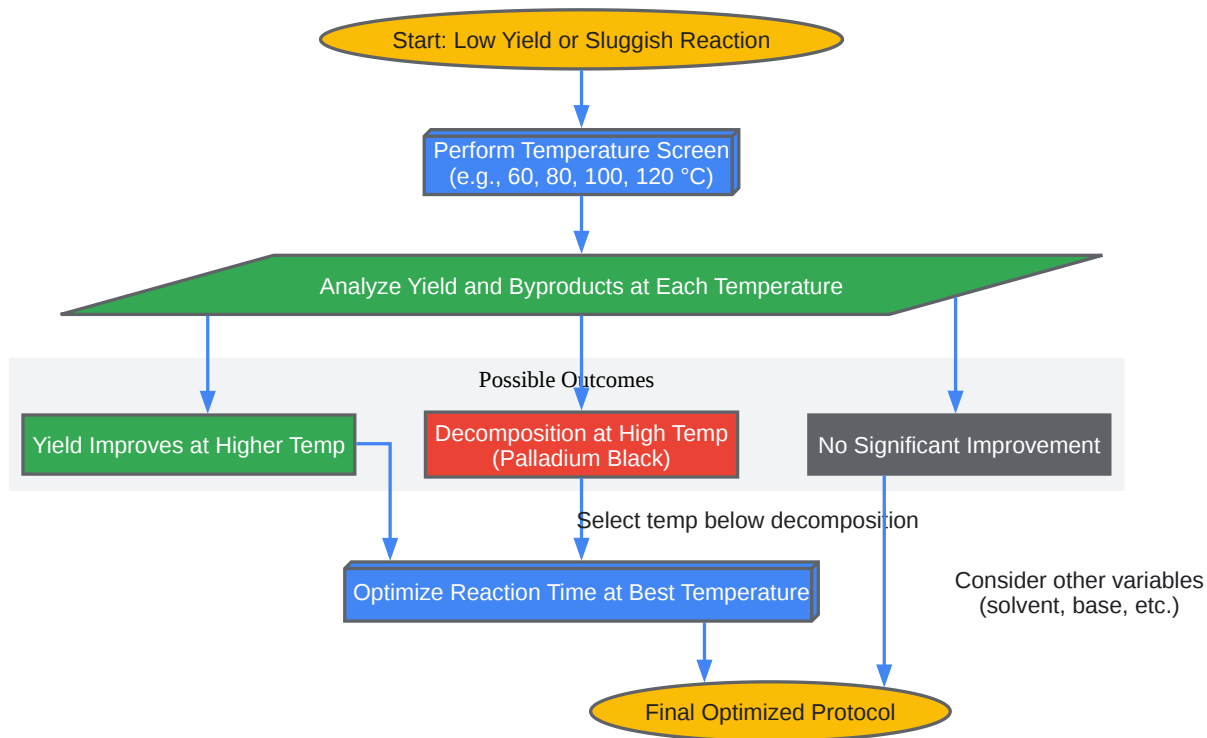 Start: Low Yield or Sluggish Reaction
Perform Temperature Screen
(e.g., 60, 80, 100, 120 °C)
Analyze Yield and Byproducts at Each Temperature
Possible Outcomes
Yield Improves at Higher Temp
Decomposition at High Temp
(Palladium Black)
No Significant Improvement
Select temp below decomposition
Optimize Reaction Time at Best Temperature
Consider other variables
(solvent, base, etc.)
Final Optimized Protocol